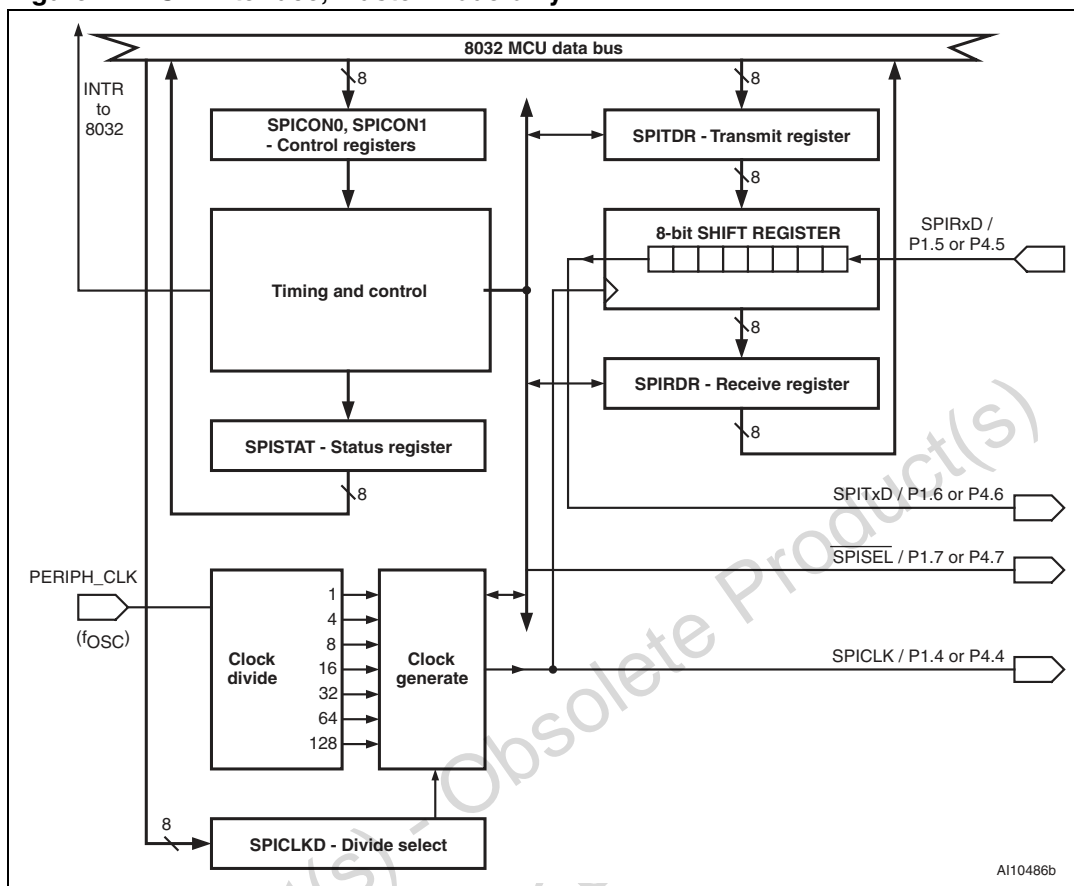 8032 MCU data bus
INTR
to
8032
8
8
SPICON0, SPICON1
- Control registers
SPITDR - Transmit register
8
8-bit SHIFT REGISTER
SPIRxD /
P1.5 or P4.5
Timing and control
8
SPIRDR - Receive register
8
SPISTAT - Status register
8
SPITxD / P1.6 or P4.6
SPISEL / P1.7 or P4.7
PERIPH_CLK
(fOSC)
1
4
8
16
32
64
128
Clock
divide
Clock
generate
SPICLK / P1.4 or P4.4
8
SPICLKD - Divide select
AI10486b
(s) - Obsolete Product(s)